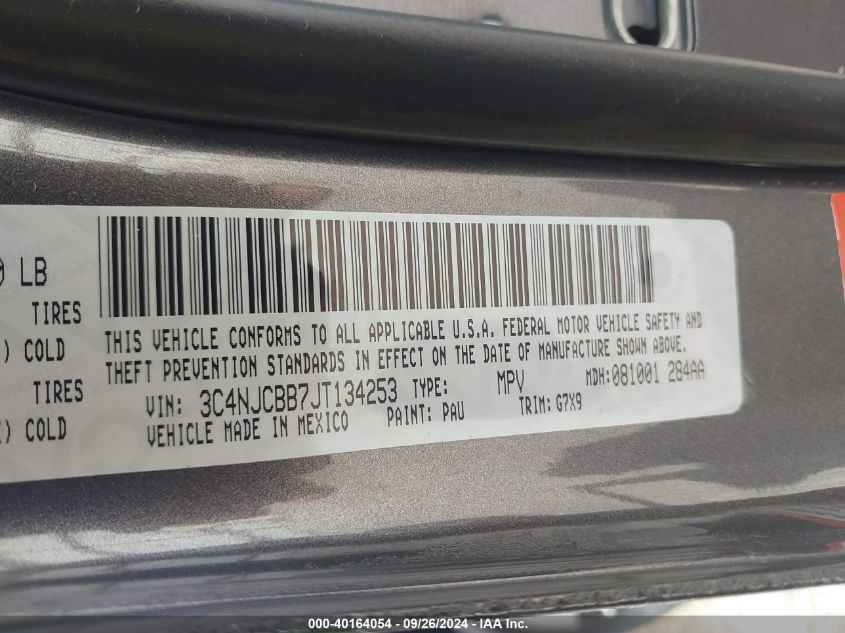 LB
TIRES
) COLD
TIRES
) COLD
THIS VEHICLE CONFORMS TO ALL APPLICABLE U.S.A. FEDERAL MOTOR VEHICLE SAFETY AND
THEFT PREVENTION STANDARDS IN EFFECT ON THE DATE OF MANUFACTURE SHOWN ABOVE.
VIN: 3C4NJCBB7JT134253 TYPE: MPV MDH:081001 284AA
VEHICLE MADE IN MEXICO PAINT: PAU TRIM: G7X9
000-40164054 - 09/26/2024 - IAA Inc.